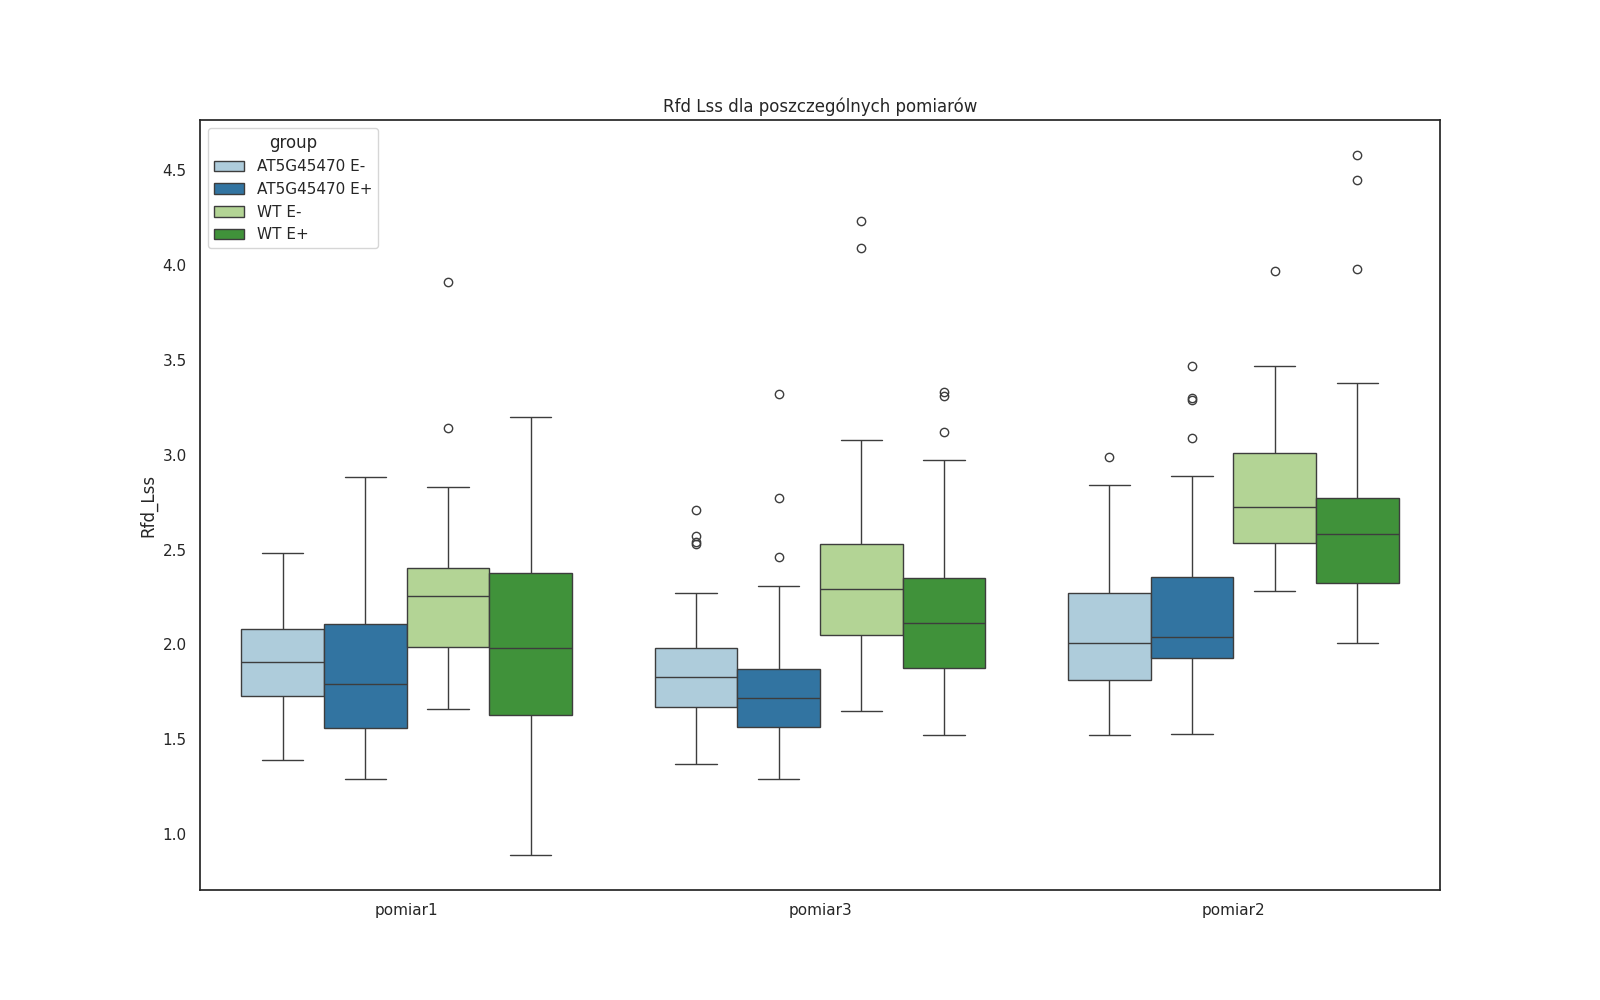 Rfd Lss dla poszczególnych pomiarów
group
AT5G45470 E-
AT5G45470 E+
WT E-
WT E+
4.5
4.0
3.5
3.0
2.5
2.0
1.5
1.0
Rfd_Lss
pomiar1 pomiar3 pomiar2